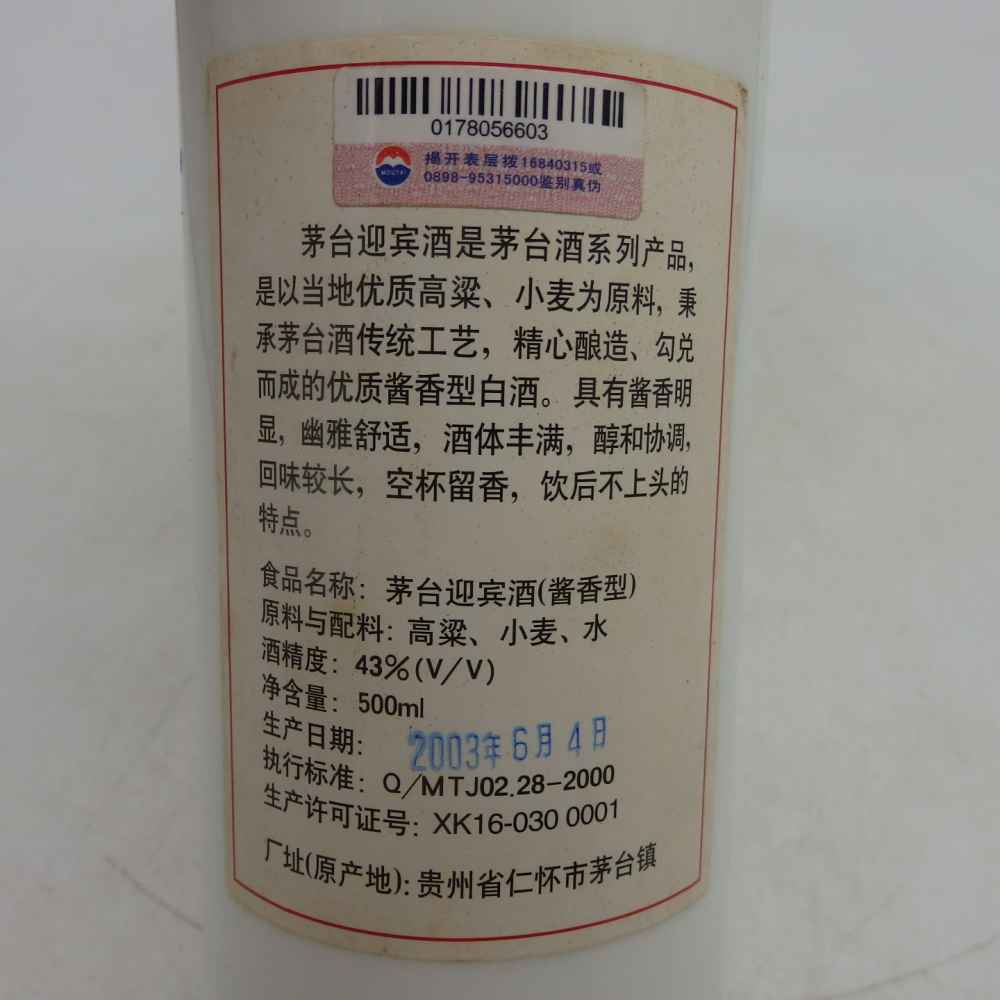 0178056603
MOUTAI
揭开表层拨16840315或
0898-95315000鉴别真伪
茅台迎宾酒是茅台酒系列产品,
是以当地优质高粱、小麦为原料, 秉
承茅台酒传统工艺, 精心酿造、勾兑
而成的优质酱香型白酒。具有酱香明
显, 幽雅舒适, 酒体丰满, 醇和协调,
回味较长, 空杯留香, 饮后不上头的
特点。
食品名称: 茅台迎宾酒(酱香型)
原料与配料: 高粱、小麦、水
酒精度: 43%(V/V)
净含量: 500ml
生产日期: 2003年6月4日
执行标准: Q/MTJ02.28-2000
生产许可证号: XK16-030 0001
厂址(原产地): 贵州省仁怀市茅台镇